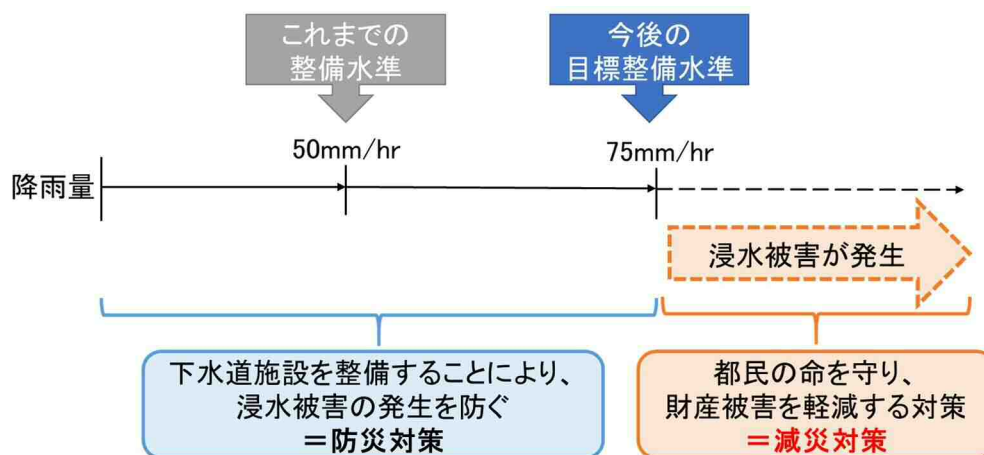 これまでの
整備水準
今後の
目標整備水準
50mm/hr
75mm/hr
降雨量
浸水被害が発生
下水道施設を整備することにより、
浸水被害の発生を防ぐ
＝防災対策
都民の命を守り、
財産被害を軽減する対策
＝減災対策